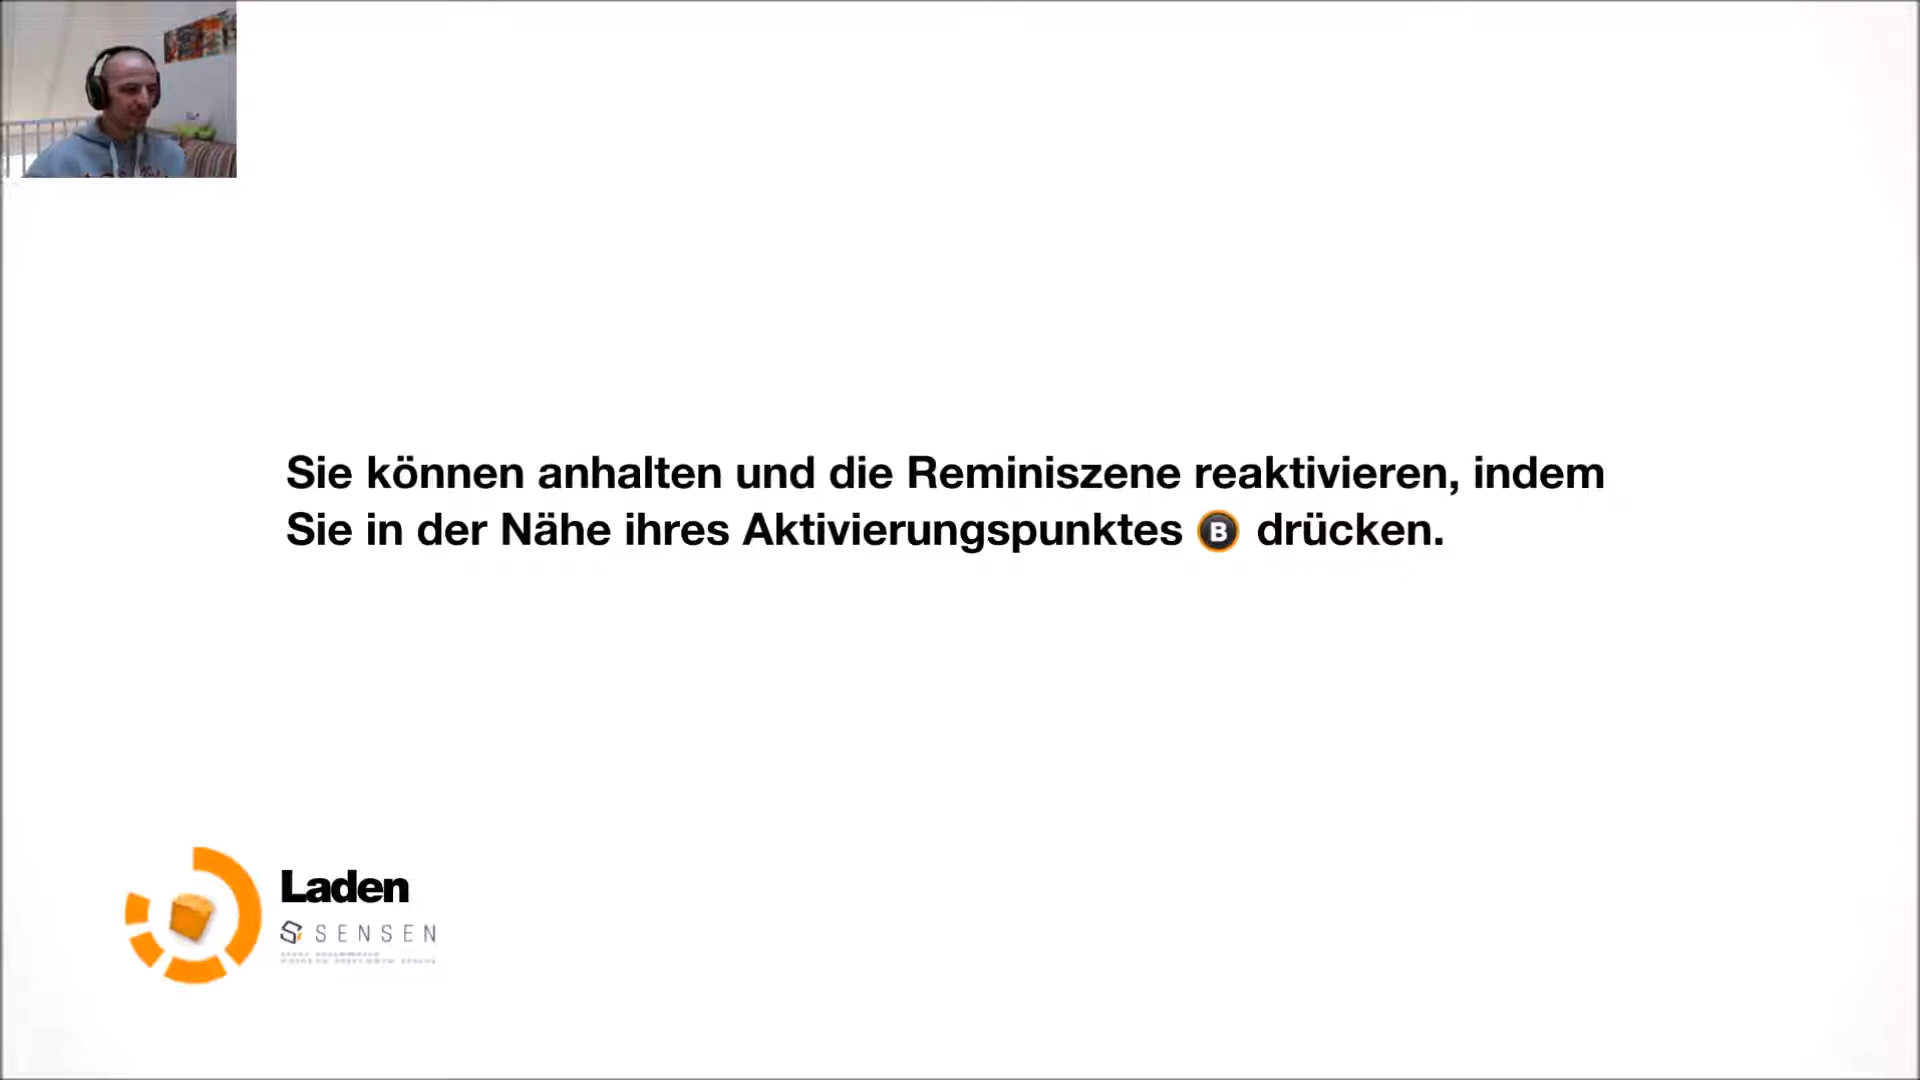 Sie können anhalten und die Reminiszene reaktivieren, indem
Sie in der Nähe ihres Aktivierungspunktes B drücken.
Laden
SENSEN